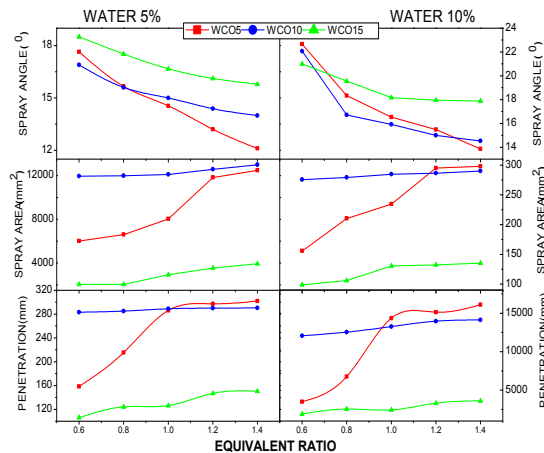 WATER 5% WATER 10%
WCO5 WCO10 WCO15
SPRAY ANGLE( 0 )
18
15
12
SPRAY ANGLE( 0 )
24
22
20
18
16
14
SPRAY AREA(mm²)
12000
8000
4000
SPRAY AREA(mm²)
300
250
200
150
100
PENETRATION(mm)
320
280
240
200
160
120
PENETRATION(mm)
15000
10000
5000
0.6 0.8 1.0 1.2 1.4 0.6 0.8 1.0 1.2 1.4
EQUIVALENT RATIO